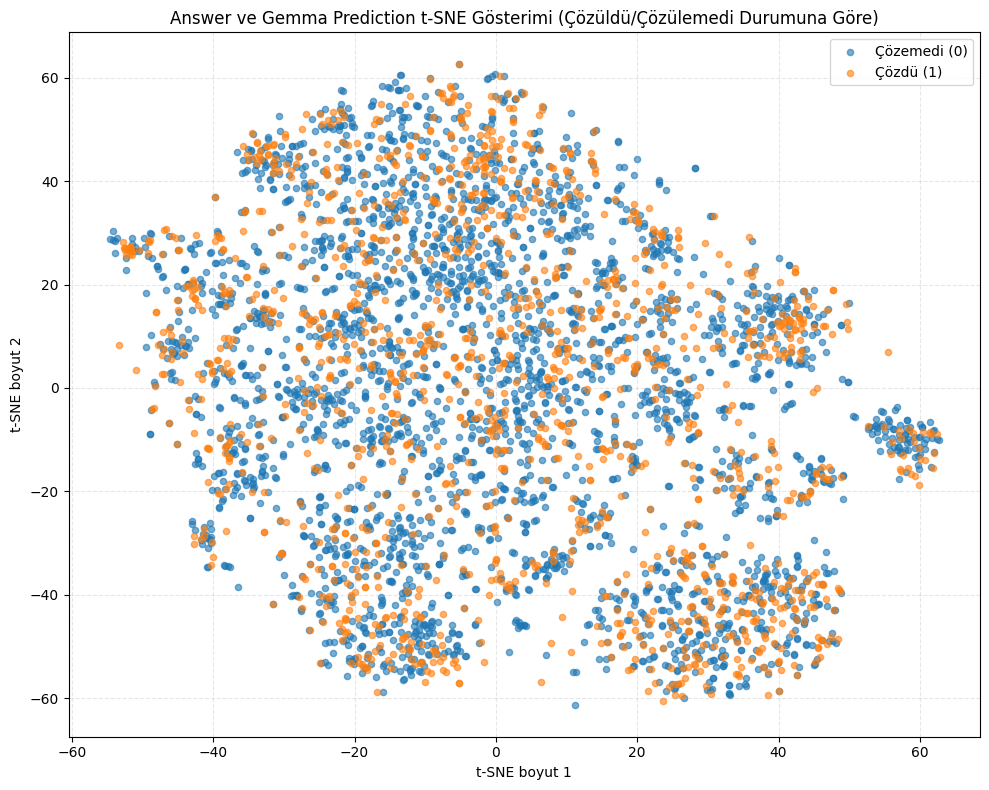 Answer ve Gemma Prediction t-SNE Gösterimi (Çözüldü/Çözülemedi Durumuna Göre)
Çözemedi (0)
Çözdü (1)
60
40
20
0
−20
−40
−60
t-SNE boyut 2
−60
−40
−20
0
20
40
60
t-SNE boyut 1